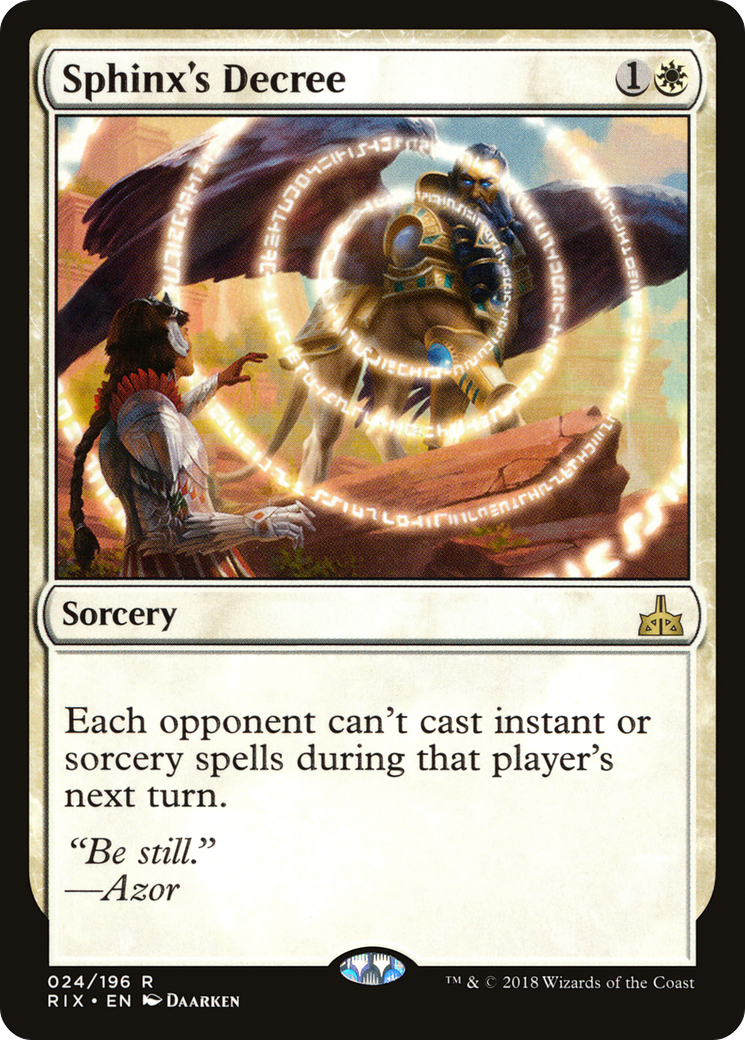 Sphinx's Decree
1
Sorcery
Each opponent can't cast instant or
sorcery spells during that player's
next turn.
“Be still.”
—Azor
024/196 R
RIX • EN DAARKEN
™ & © 2018 Wizards of the Coast